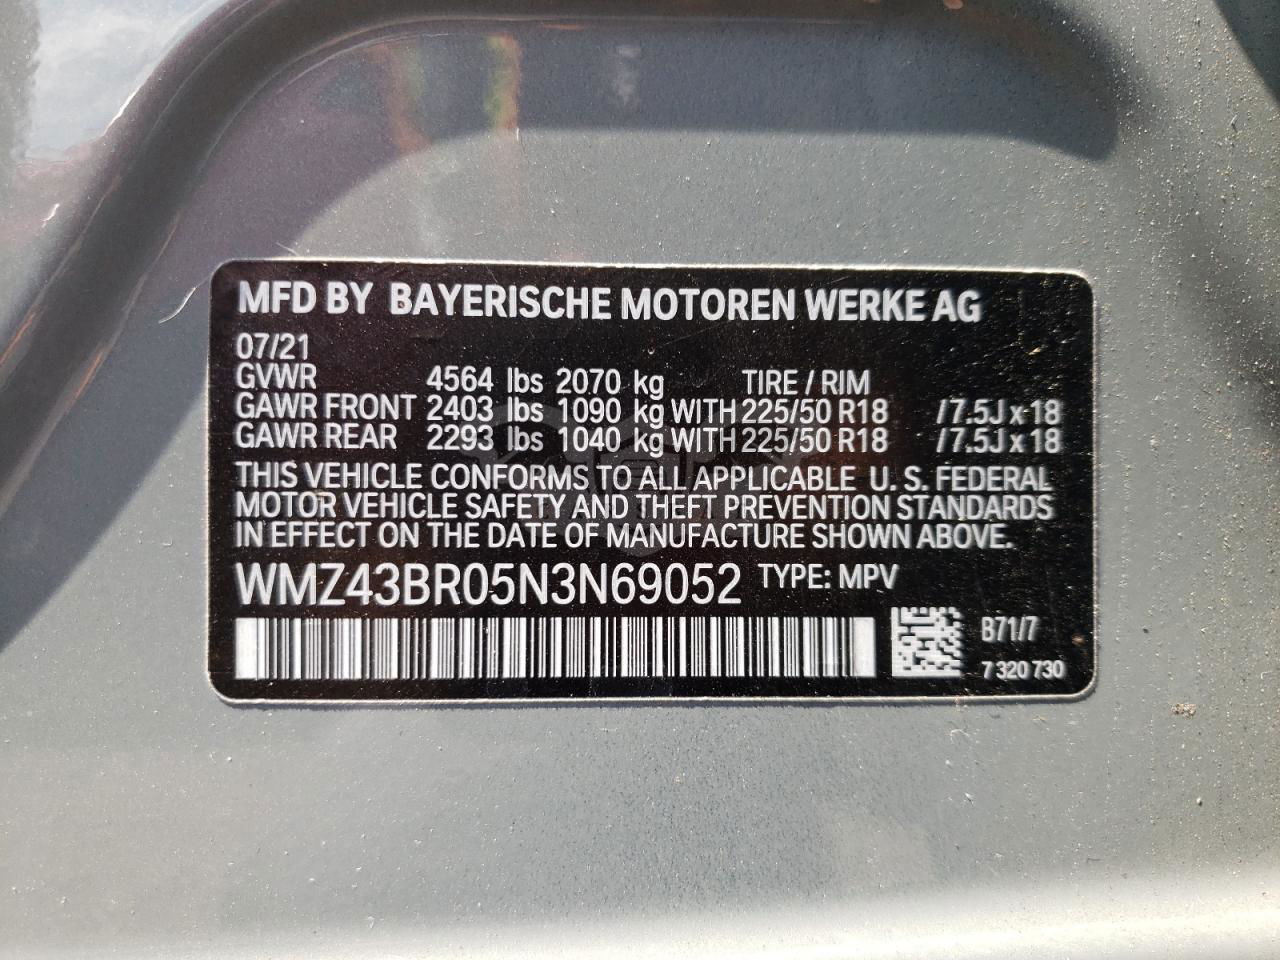 MFD BY BAYERISCHE MOTOREN WERKE AG
07/21
GVWR 4564 lbs 2070 kg TIRE / RIM
GAWR FRONT 2403 lbs 1090 kg WITH 225/50 R18 / 7.5J x 18
GAWR REAR 2293 lbs 1040 kg WITH 225/50 R18 / 7.5J x 18
THIS VEHICLE CONFORMS TO ALL APPLICABLE U. S. FEDERAL
MOTOR VEHICLE SAFETY AND THEFT PREVENTION STANDARDS
IN EFFECT ON THE DATE OF MANUFACTURE SHOWN ABOVE.
WMZ43BR05N3N69052 TYPE: MPV
B71/7
7 320 730